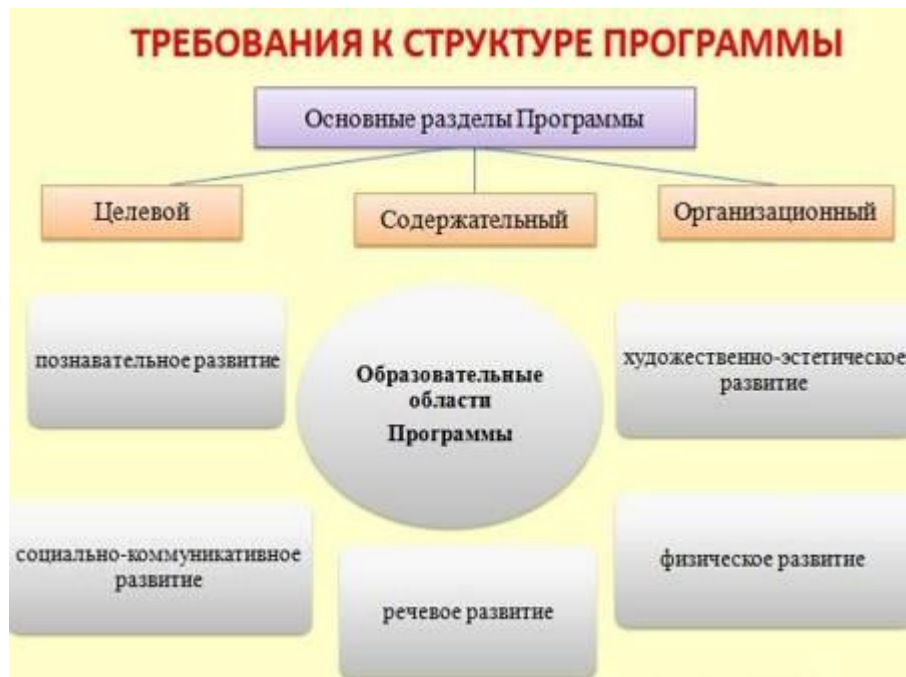 ТРЕБОВАНИЯ К СТРУКТУРЕ ПРОГРАММЫ
Основные разделы Программы
Целевой
Содержательный
Организационный
познавательное развитие
Образовательные
области
Программы
художественно-эстетическое
развитие
социально-коммуникативное
развитие
речевое развитие
физическое развитие